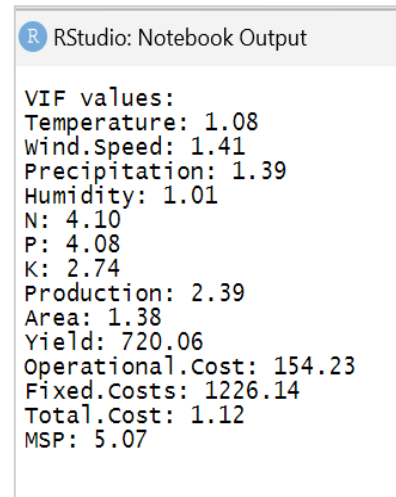 R RStudio: Notebook Output
VIF values:
Temperature: 1.08
Wind.Speed: 1.41
Precipitation: 1.39
Humidity: 1.01
N: 4.10
P: 4.08
K: 2.74
Production: 2.39
Area: 1.38
Yield: 720.06
Operational.Cost: 154.23
Fixed.Costs: 1226.14
Total.Cost: 1.12
MSP: 5.07